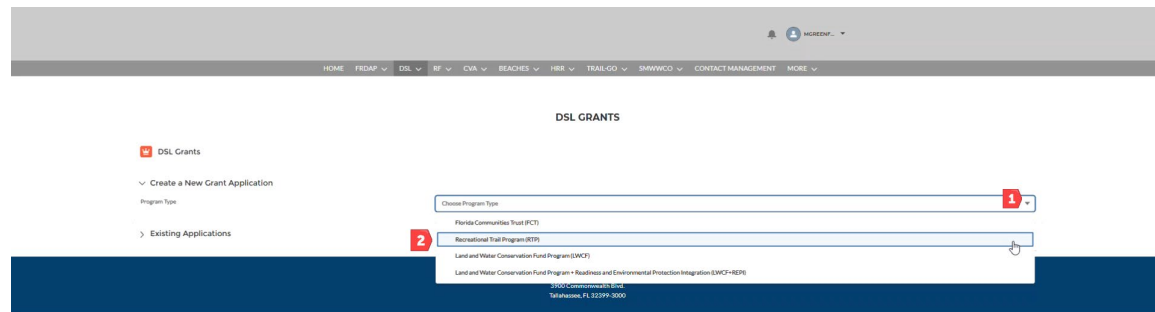 MGREENF...
HOME FRDAP DSL RF CVA BEACHES HRR TRAIL-GO SMWWCO CONTACT MANAGEMENT MORE
DSL GRANTS
DSL Grants
Create a New Grant Application
Program Type
Choose Program Type
1
Florida Communities Trust (FCT)
Existing Applications
2
Recreational Trail Program (RTP)
Land and Water Conservation Fund Program (LWCF)
Land and Water Conservation Fund Program + Readiness and Environmental Protection Integration (LWCF+REPI)
3900 Commonwealth Blvd.
Tallahassee, FL 32399-3000